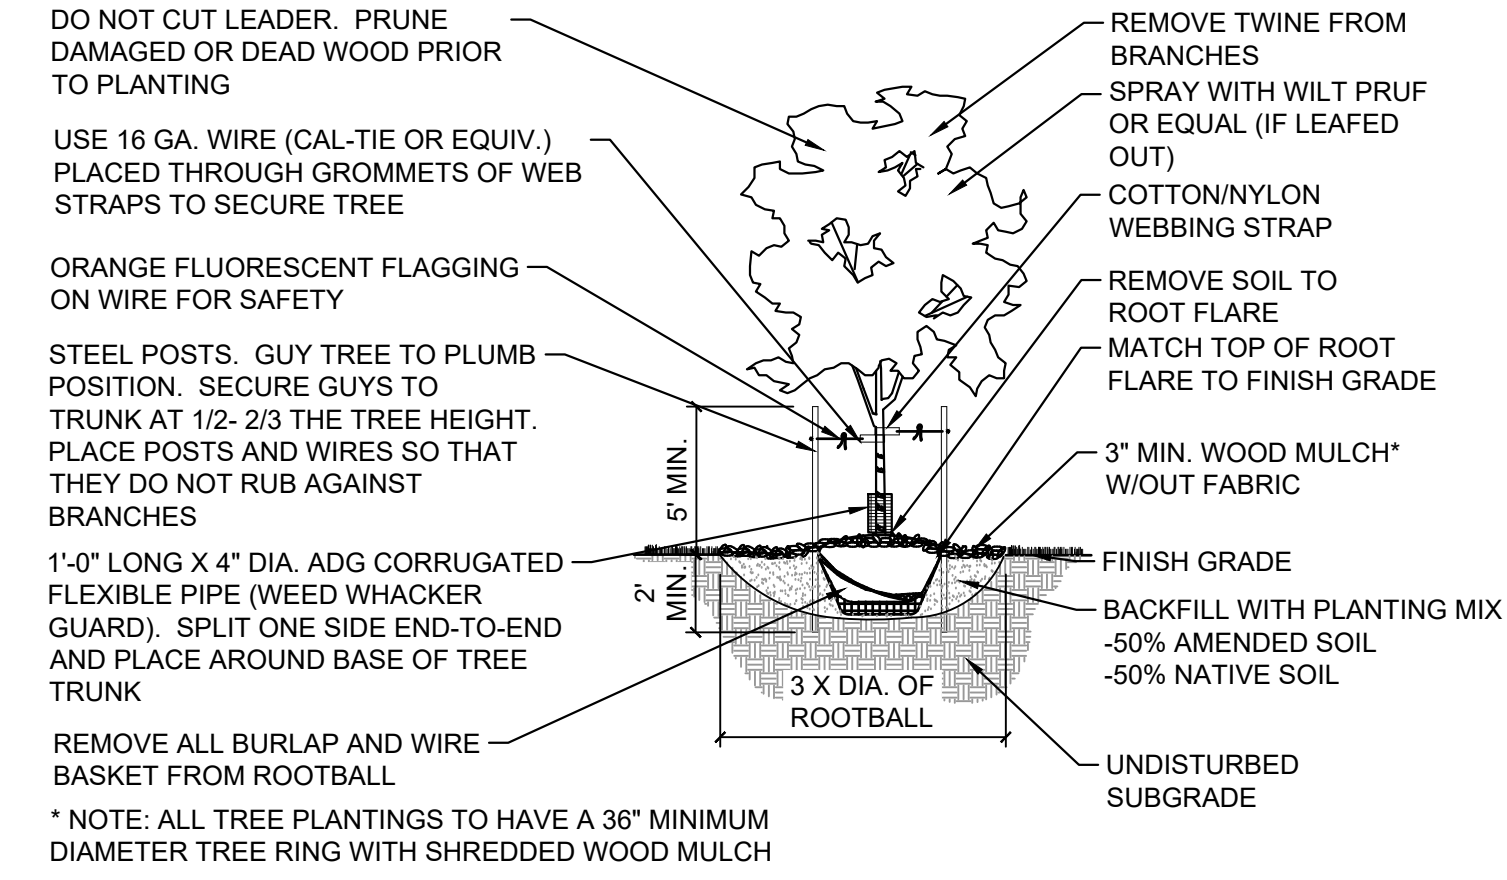 DO NOT CUT LEADER. PRUNE
DAMAGED OR DEAD WOOD PRIOR
TO PLANTING
USE 16 GA. WIRE (CAL-TIE OR EQUIV.)
PLACED THROUGH GROMMETS OF WEB
STRAPS TO SECURE TREE
ORANGE FLUORESCENT FLAGGING
ON WIRE FOR SAFETY
STEEL POSTS. GUY TREE TO PLUMB
POSITION. SECURE GUYS TO
TRUNK AT 1/2- 2/3 THE TREE HEIGHT.
PLACE POSTS AND WIRES SO THAT
THEY DO NOT RUB AGAINST
BRANCHES
1'-0" LONG X 4" DIA. ADG CORRUGATED
FLEXIBLE PIPE (WEED WHACKER
GUARD). SPLIT ONE SIDE END-TO-END
AND PLACE AROUND BASE OF TREE
TRUNK
REMOVE ALL BURLAP AND WIRE
BASKET FROM ROOTBALL
* NOTE: ALL TREE PLANTINGS TO HAVE A 36" MINIMUM
DIAMETER TREE RING WITH SHREDDED WOOD MULCH
5' MIN.
2'
MIN.
3 X DIA. OF
ROOTBALL
REMOVE TWINE FROM
BRANCHES
SPRAY WITH WILT PRUF
OR EQUAL (IF LEAFED
OUT)
COTTON/NYLON
WEBBING STRAP
REMOVE SOIL TO
ROOT FLARE
MATCH TOP OF ROOT
FLARE TO FINISH GRADE
3" MIN. WOOD MULCH*
W/OUT FABRIC
FINISH GRADE
BACKFILL WITH PLANTING MIX
-50% AMENDED SOIL
-50% NATIVE SOIL
UNDISTURBED
SUBGRADE